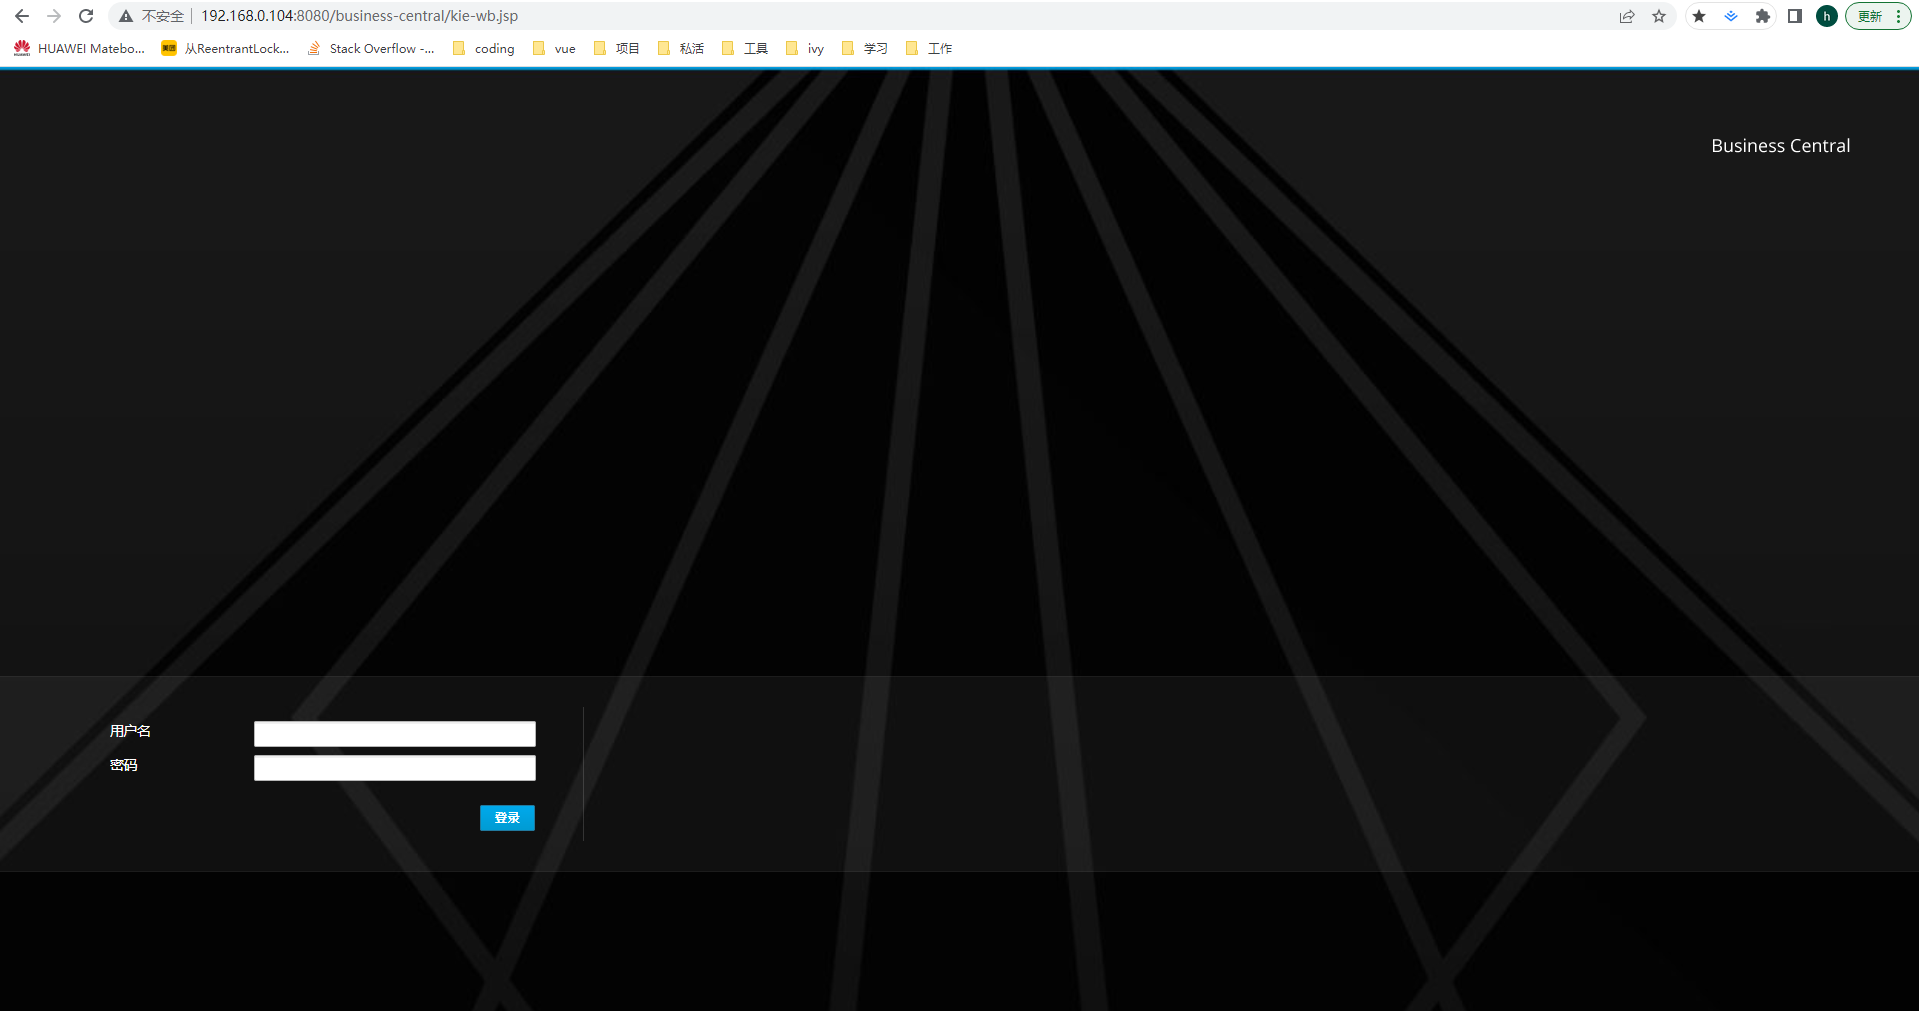 不安全 192.168.0.104:8080/business-central/kie-wb.jsp h 更新
HUAWEI Matebo... 从ReentrantLock... Stack Overflow -... coding vue 项目 私活 工具 ivy 学习 工作
Business Central
用户名
密码
登录